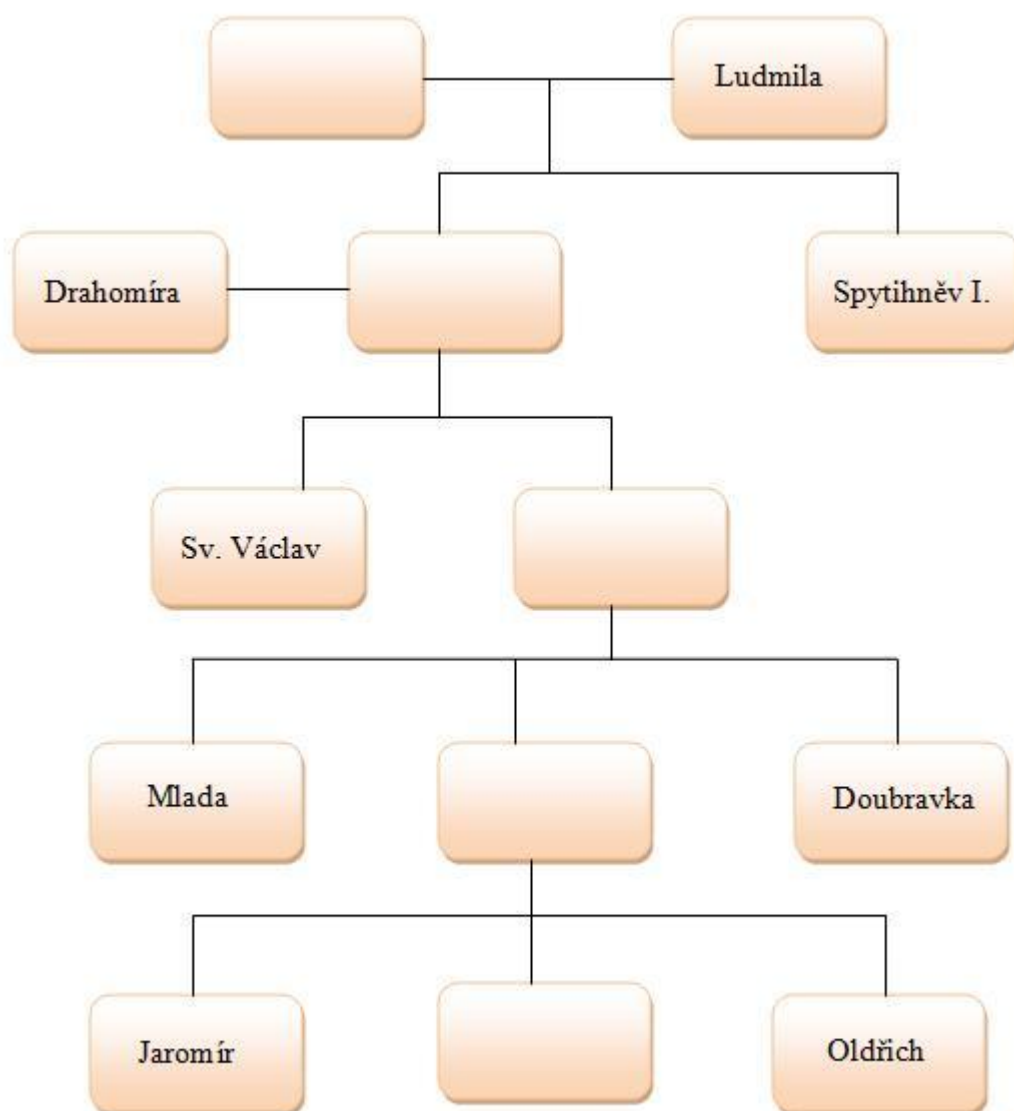 Ludmila
Drahomíra
Spytihněv I.
Sv. Václav
Mlada
Doubravka
Jaromír
Oldřich